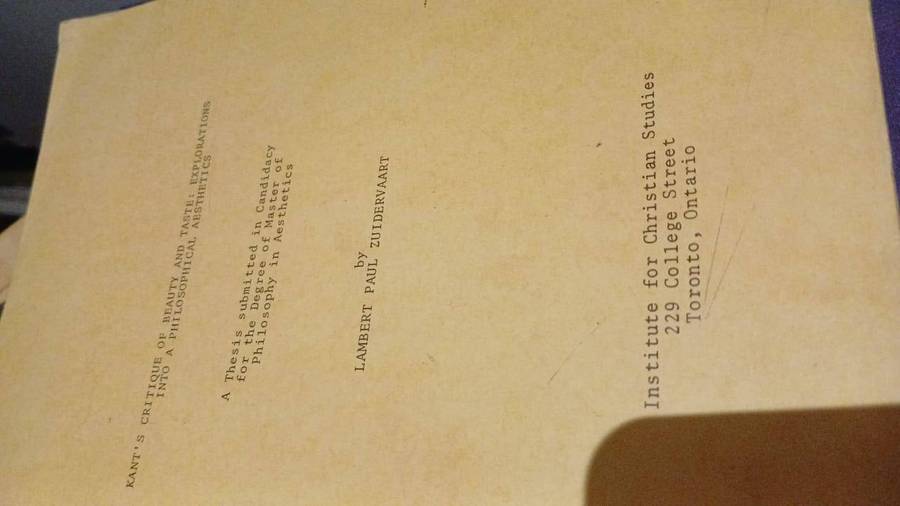 KANT'S CRITIQUE OF BEAUTY AND TASTE: EXPLORATIONS
INTO A PHILOSOPHICAL AESTHETICS
A Thesis submitted in Candidacy
for the Degree of Master of
Philosophy in Aesthetics
by
LAMBERT PAUL ZUIDERVAART
Institute for Christian Studies
229 College Street
Toronto, Ontario